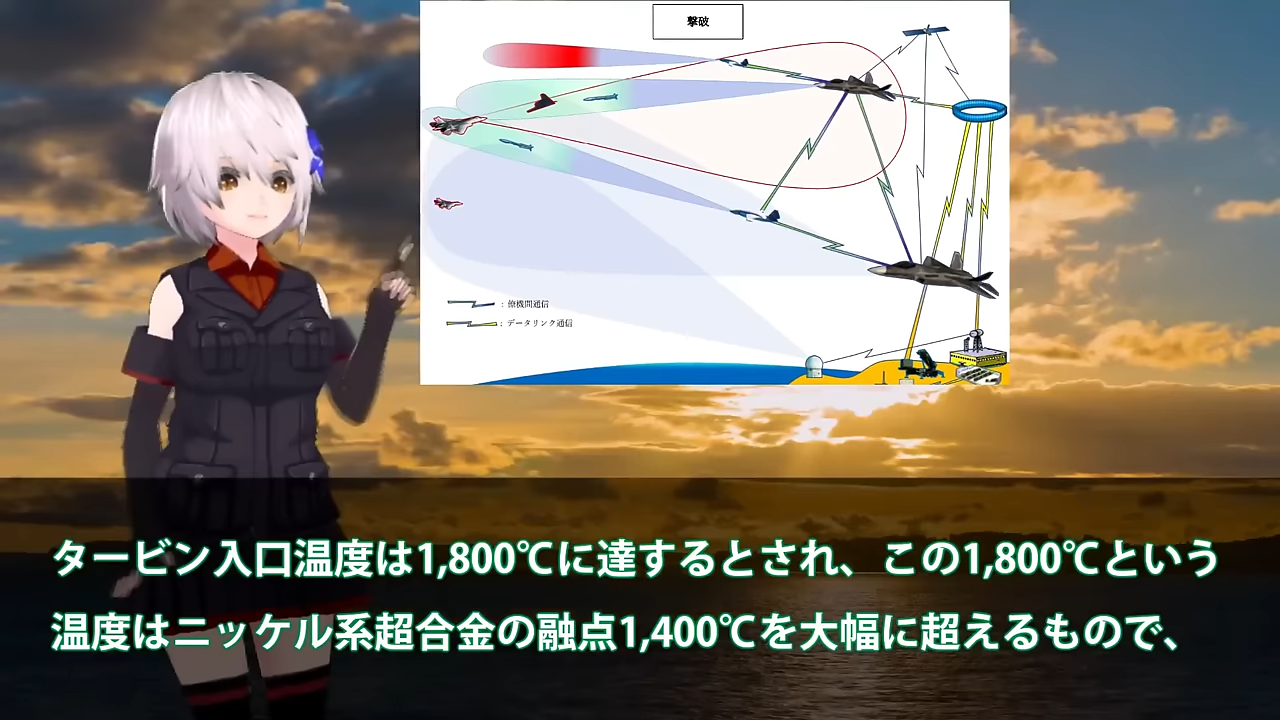 撃破
：僚機間通信
：データリンク通信
タービン入口温度は1,800℃に達するとされ、この1,800℃という
温度はニッケル系超合金の融点1,400℃を大幅に超えるもので、